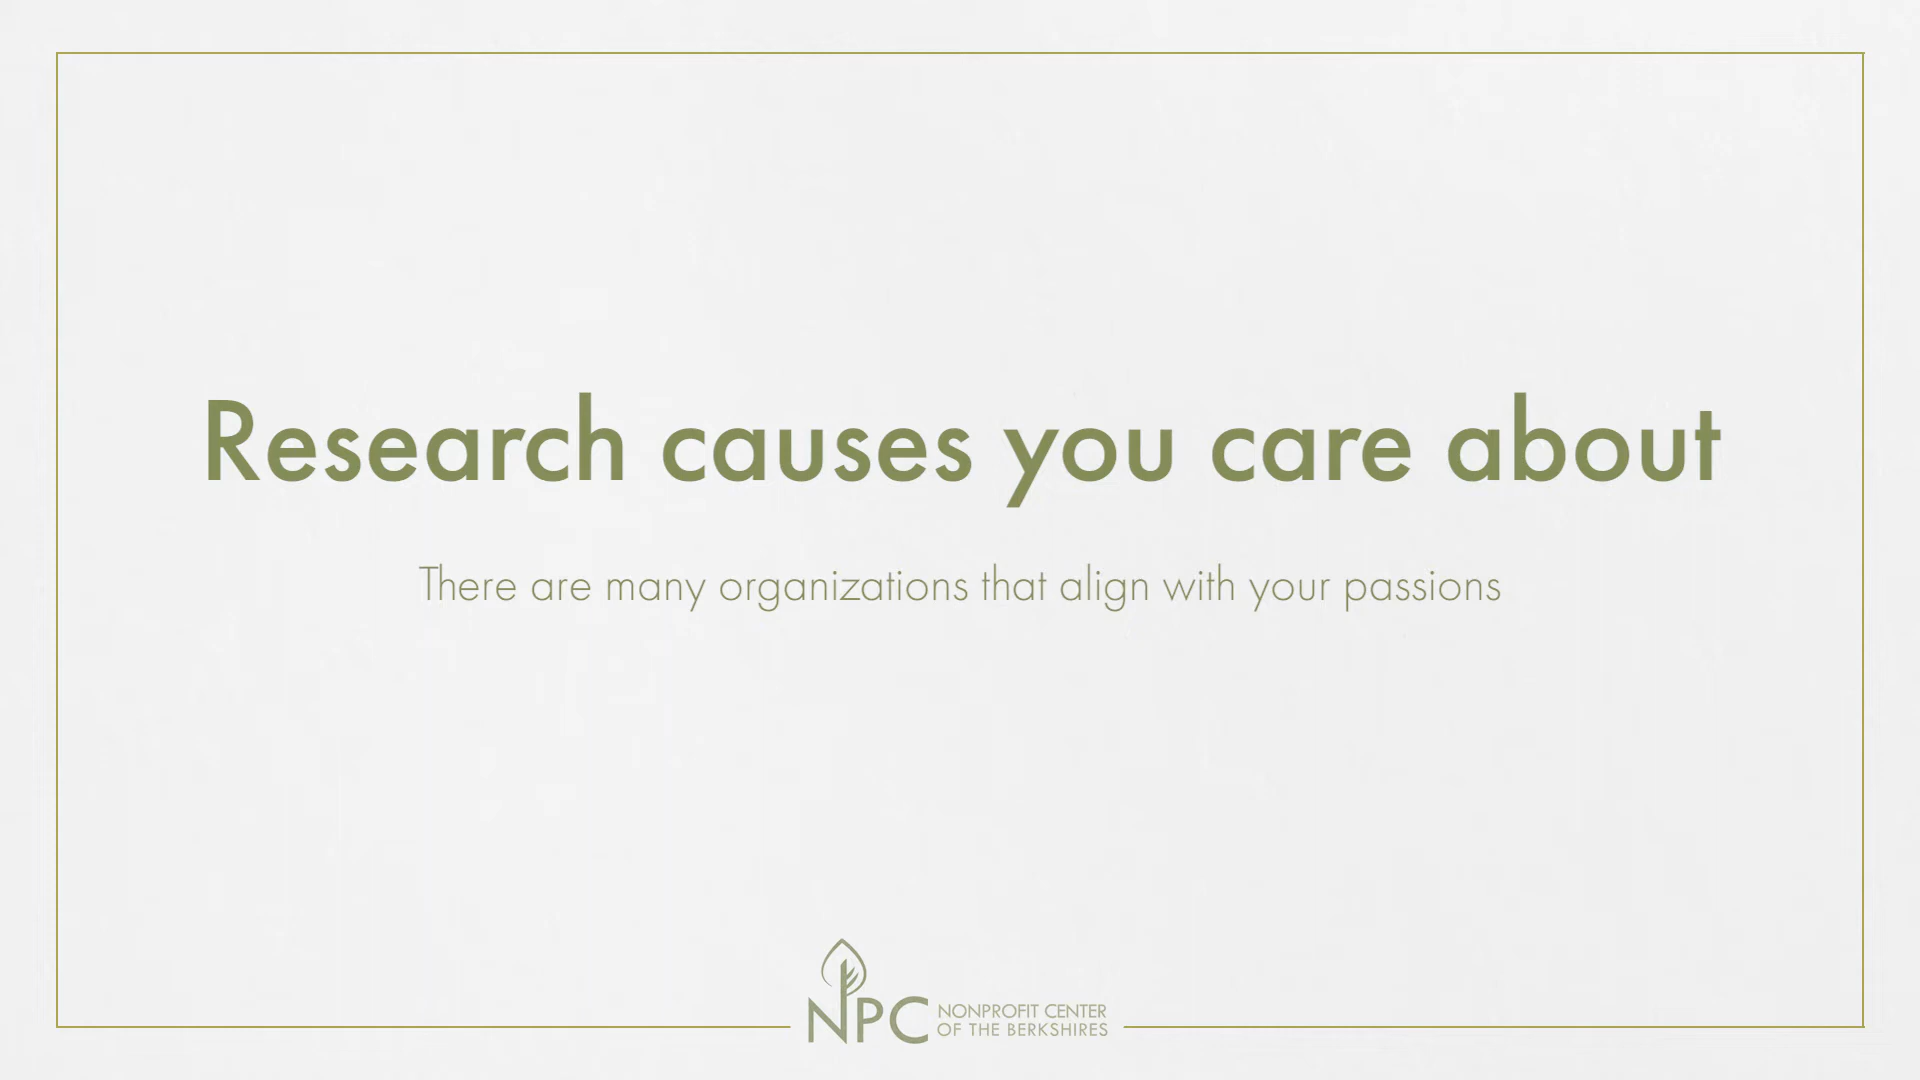 Research causes you care about
There are many organizations that align with your passions
NPC
NONPROFIT CENTER
OF THE BERKSHIRES